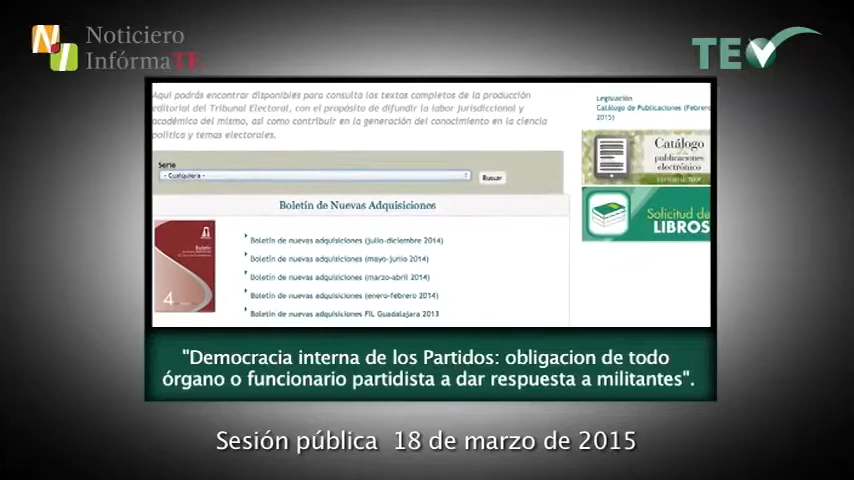 Noticiero
InfórmaTE
TE
Aquí podrás encontrar disponibles para consulta los textos completos de la producción
editorial del Tribunal Electoral, con el propósito de difundir la labor jurisdiccional y
académica del mismo, así como contribuir en la generación del conocimiento en la ciencia
política y temas electorales.
Serie
- Cualquiera -
Buscar
Boletín de Nuevas Adquisiciones
Boletín
4
Boletín de nuevas adquisiciones (julio-diciembre 2014)
Boletín de nuevas adquisiciones (mayo-junio 2014)
Boletín de nuevas adquisiciones (marzo-abril 2014)
Boletín de nuevas adquisiciones (enero-febrero 2014)
Boletín de nuevas adquisiciones FIL Guadalajara 2013
Legislación
Catálogo de Publicaciones (Febrero
2015)
Catálogo
de publicaciones
electrónico
Solicitud de
LIBROS
"Democracia interna de los Partidos: obligacion de todo
órgano o funcionario partidista a dar respuesta a militantes".
Sesión pública 18 de marzo de 2015